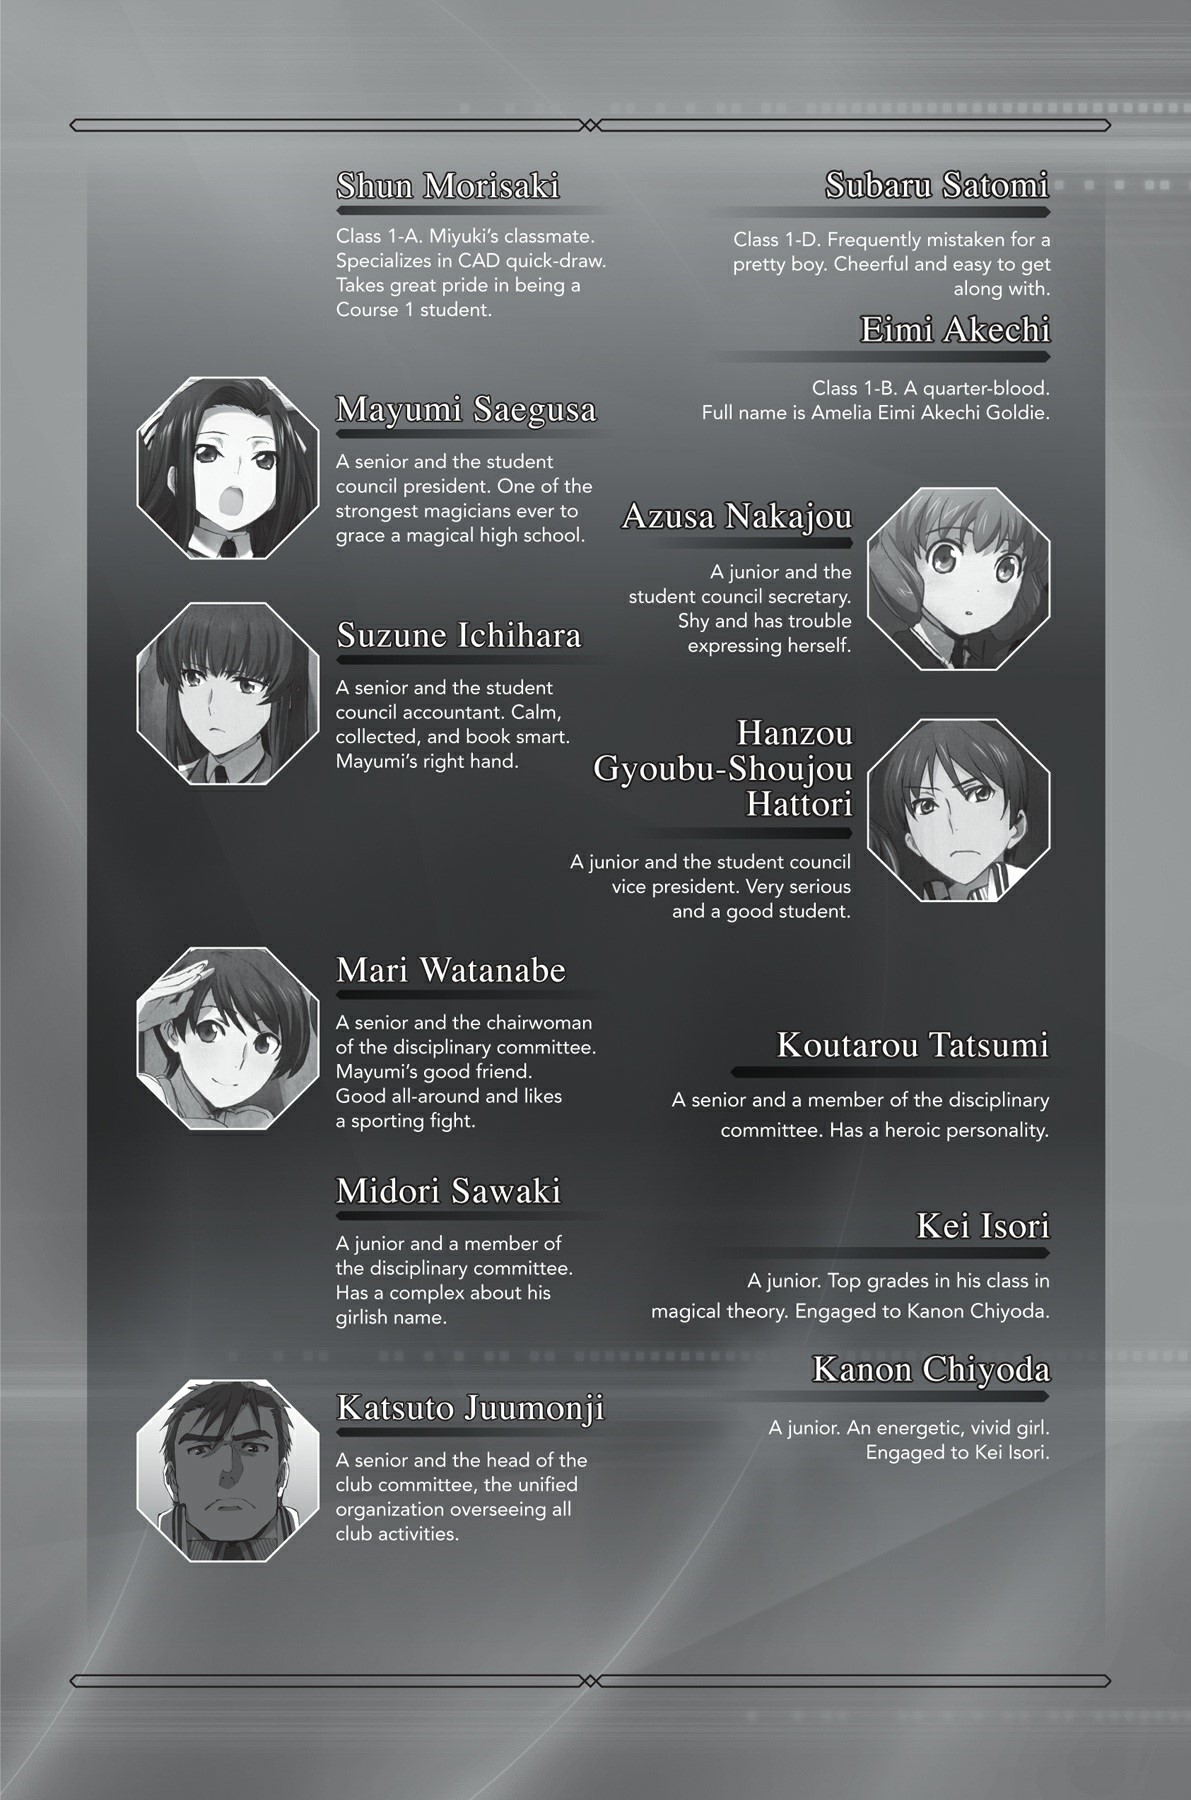 Shun Morisaki
Class 1-A. Miyuki's classmate.
Specializes in CAD quick-draw.
Takes great pride in being a
Course 1 student.
Mayumi Saegusa
A senior and the student
council president. One of the
strongest magicians ever to
grace a magical high school.
Suzune Ichihara
A senior and the student
council accountant. Calm,
collected, and book smart.
Mayumi's right hand.
Mari Watanabe
A senior and the chairwoman
of the disciplinary committee.
Mayumi's good friend.
Good all-around and likes
a sporting fight.
Midori Sawaki
A junior and a member of
the disciplinary committee.
Has a complex about his
girlish name.
Katsuto Juumonji
A senior and the head of the
club committee, the unified
organization overseeing all
club activities.
Subaru Satomi
Class 1-D. Frequently mistaken for a
pretty boy. Cheerful and easy to get
along with.
Eimi Akechi
Class 1-B. A quarter-blood.
Full name is Amelia Eimi Akechi Goldie.
Azusa Nakajou
A junior and the
student council secretary.
Shy and has trouble
expressing herself.
Hanzou
Gyoubu-Shoujou
Hattori
A junior and the student council
vice president. Very serious
and a good student.
Koutarou Tatsumi
A senior and a member of the disciplinary
committee. Has a heroic personality.
Kei Isori
A junior. Top grades in his class in
magical theory. Engaged to Kanon Chiyoda.
Kanon Chiyoda
A junior. An energetic, vivid girl.
Engaged to Kei Isori.